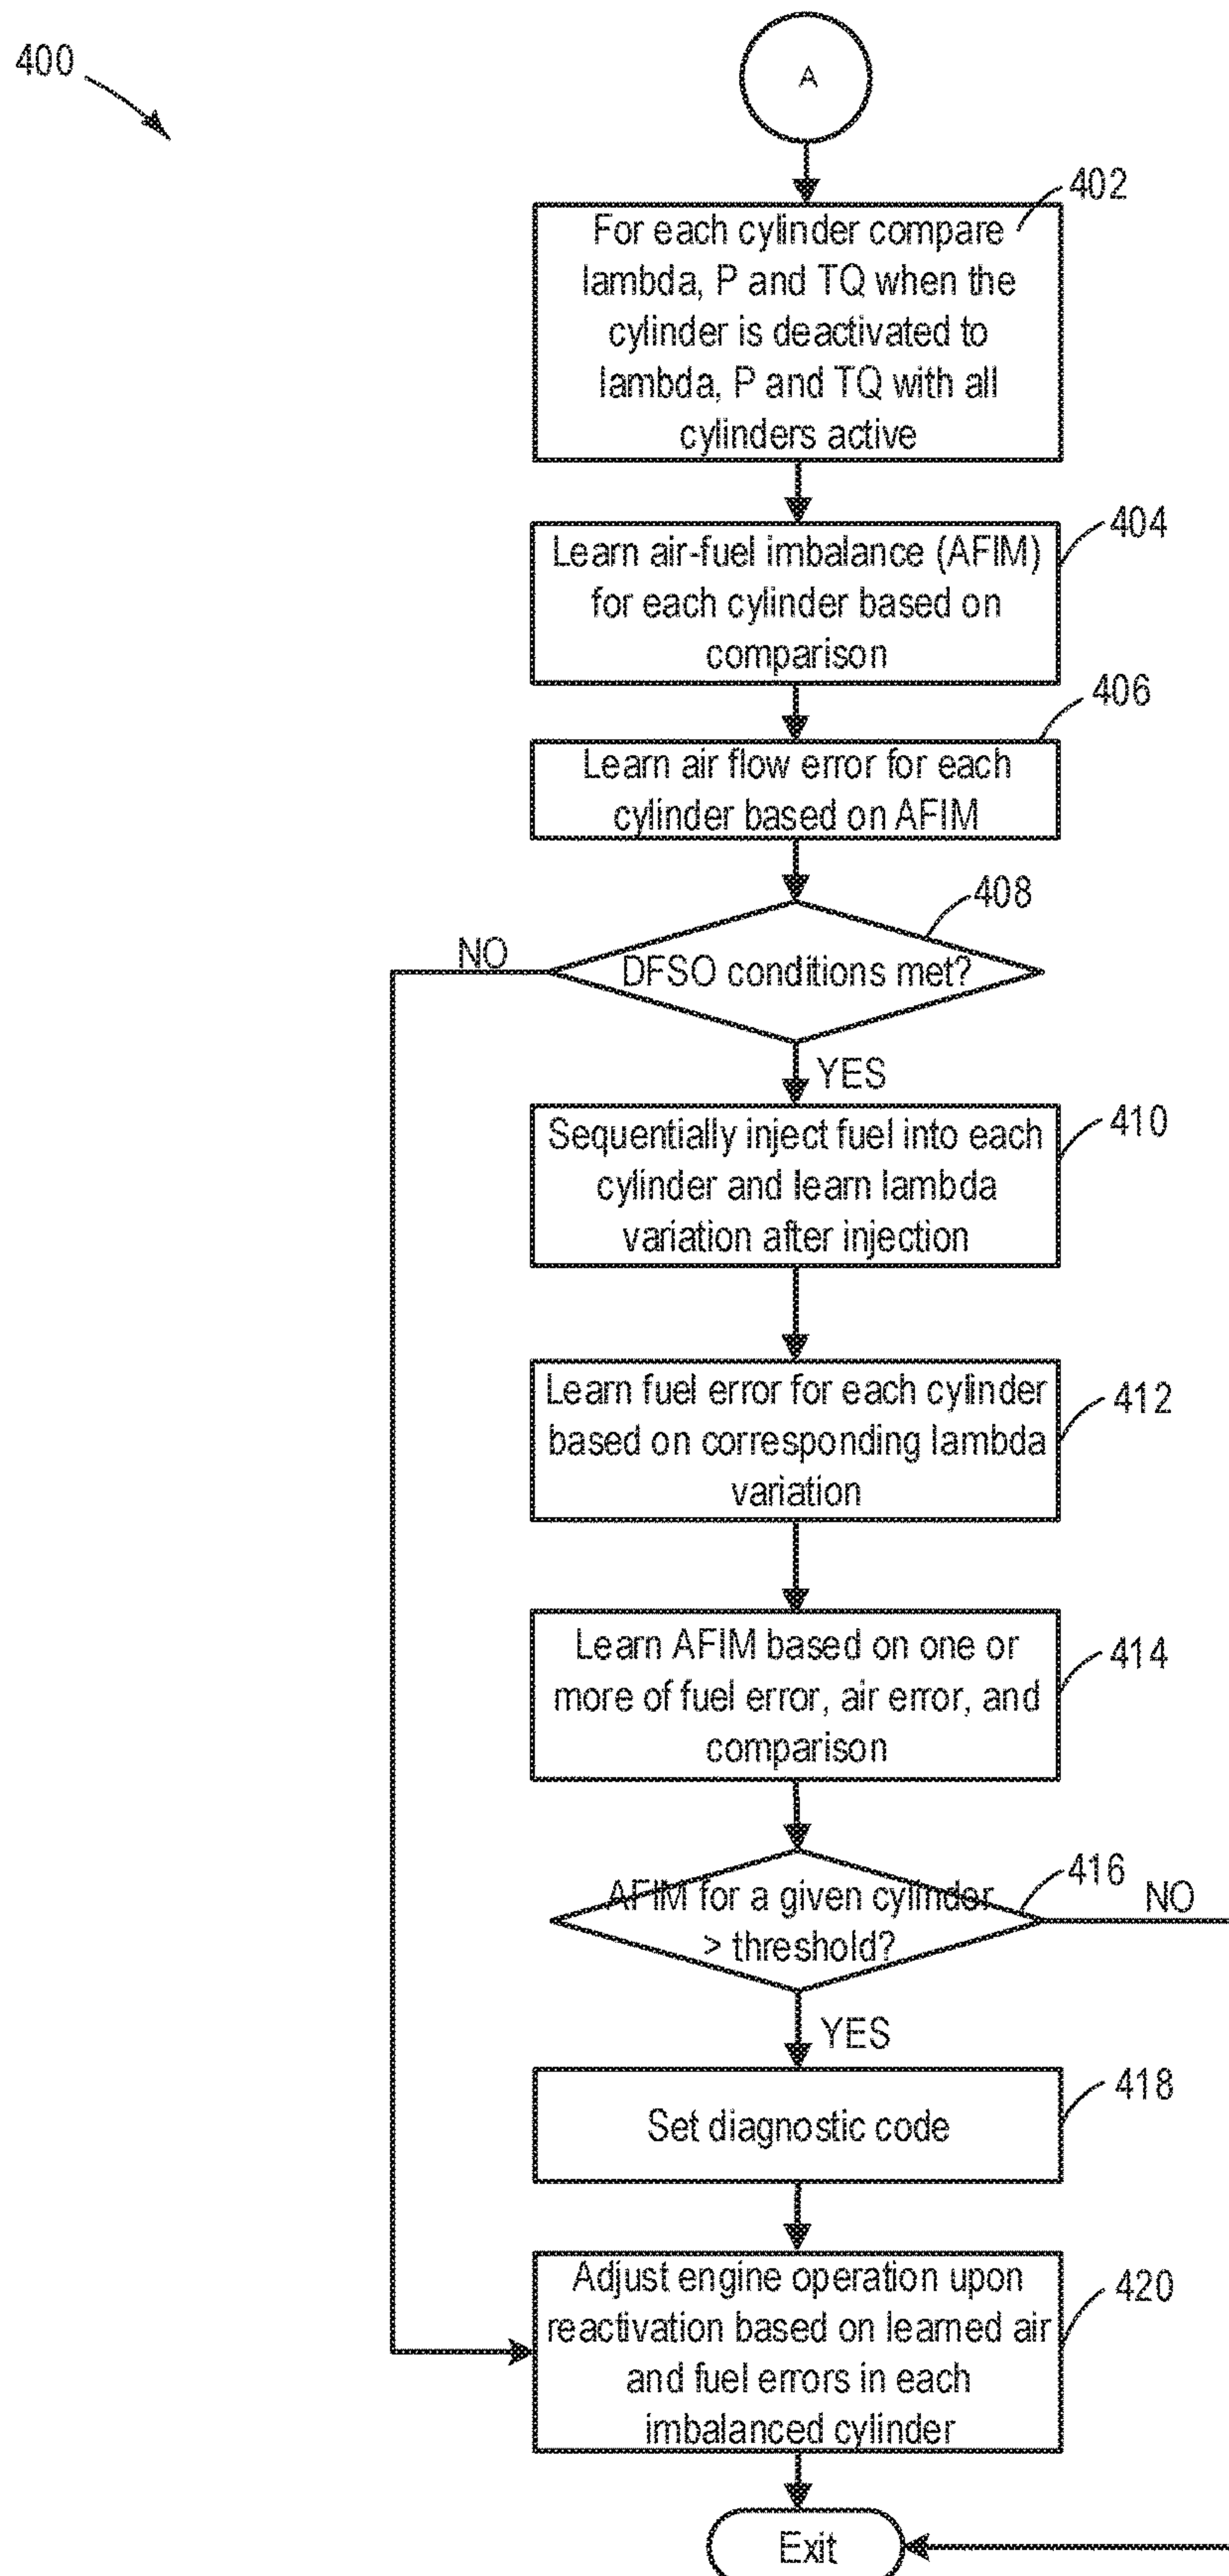 400
A
402
For each cylinder compare
lambda, P and TQ when the
cylinder is deactivated to
lambda, P and TQ with all
cylinders active
404
Learn air-fuel imbalance (AFIM)
for each cylinder based on
comparison
406
Learn air flow error for each
cylinder based on AFIM
408
NO
DFSO conditions met?
YES
410
Sequentially inject fuel into each
cylinder and learn lambda
variation after injection
412
Learn fuel error for each cylinder
based on corresponding lambda
variation
414
Learn AFIM based on one or
more of fuel error, air error, and
comparison
416
NO
AFIM for a given cylinder
> threshold?
YES
418
Set diagnostic code
420
Adjust engine operation upon
reactivation based on learned air
and fuel errors in each
imbalanced cylinder
Exit